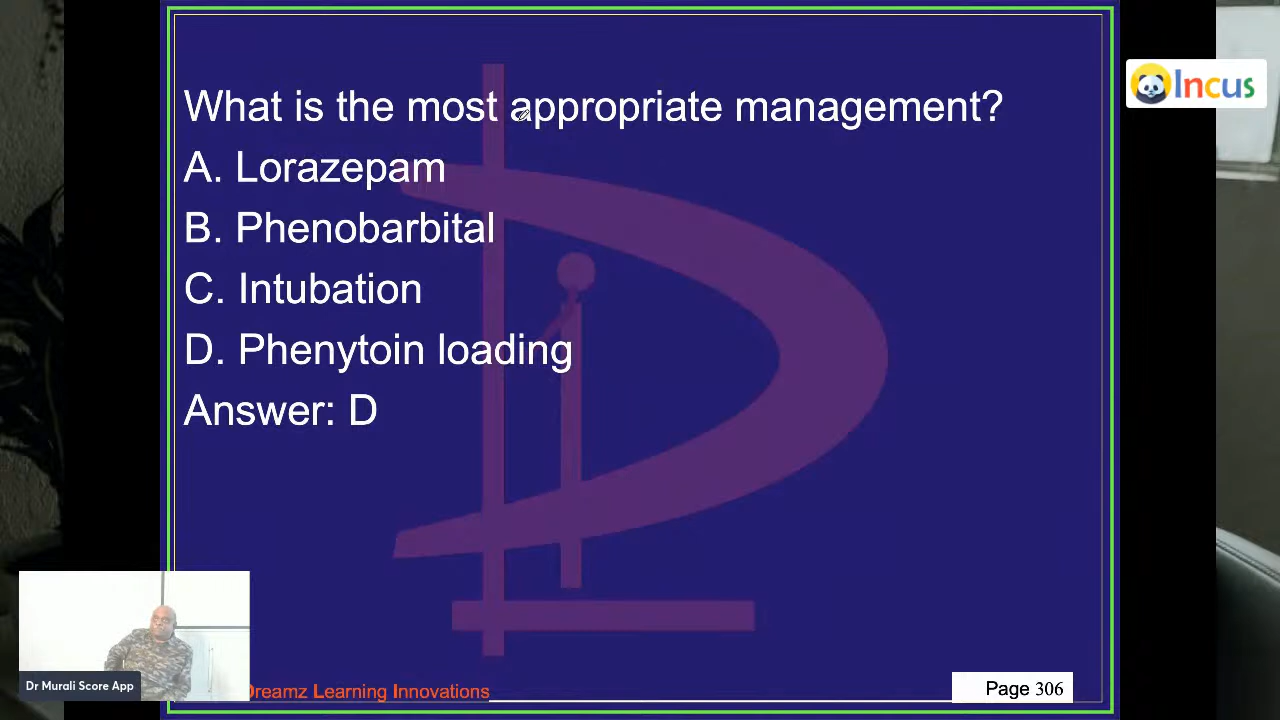 Incus
What is the most appropriate management?
A. Lorazepam
B. Phenobarbital
C. Intubation
D. Phenytoin loading
Answer: D
Dr Murali Score App
Dreamz Learning Innovations
Page 306